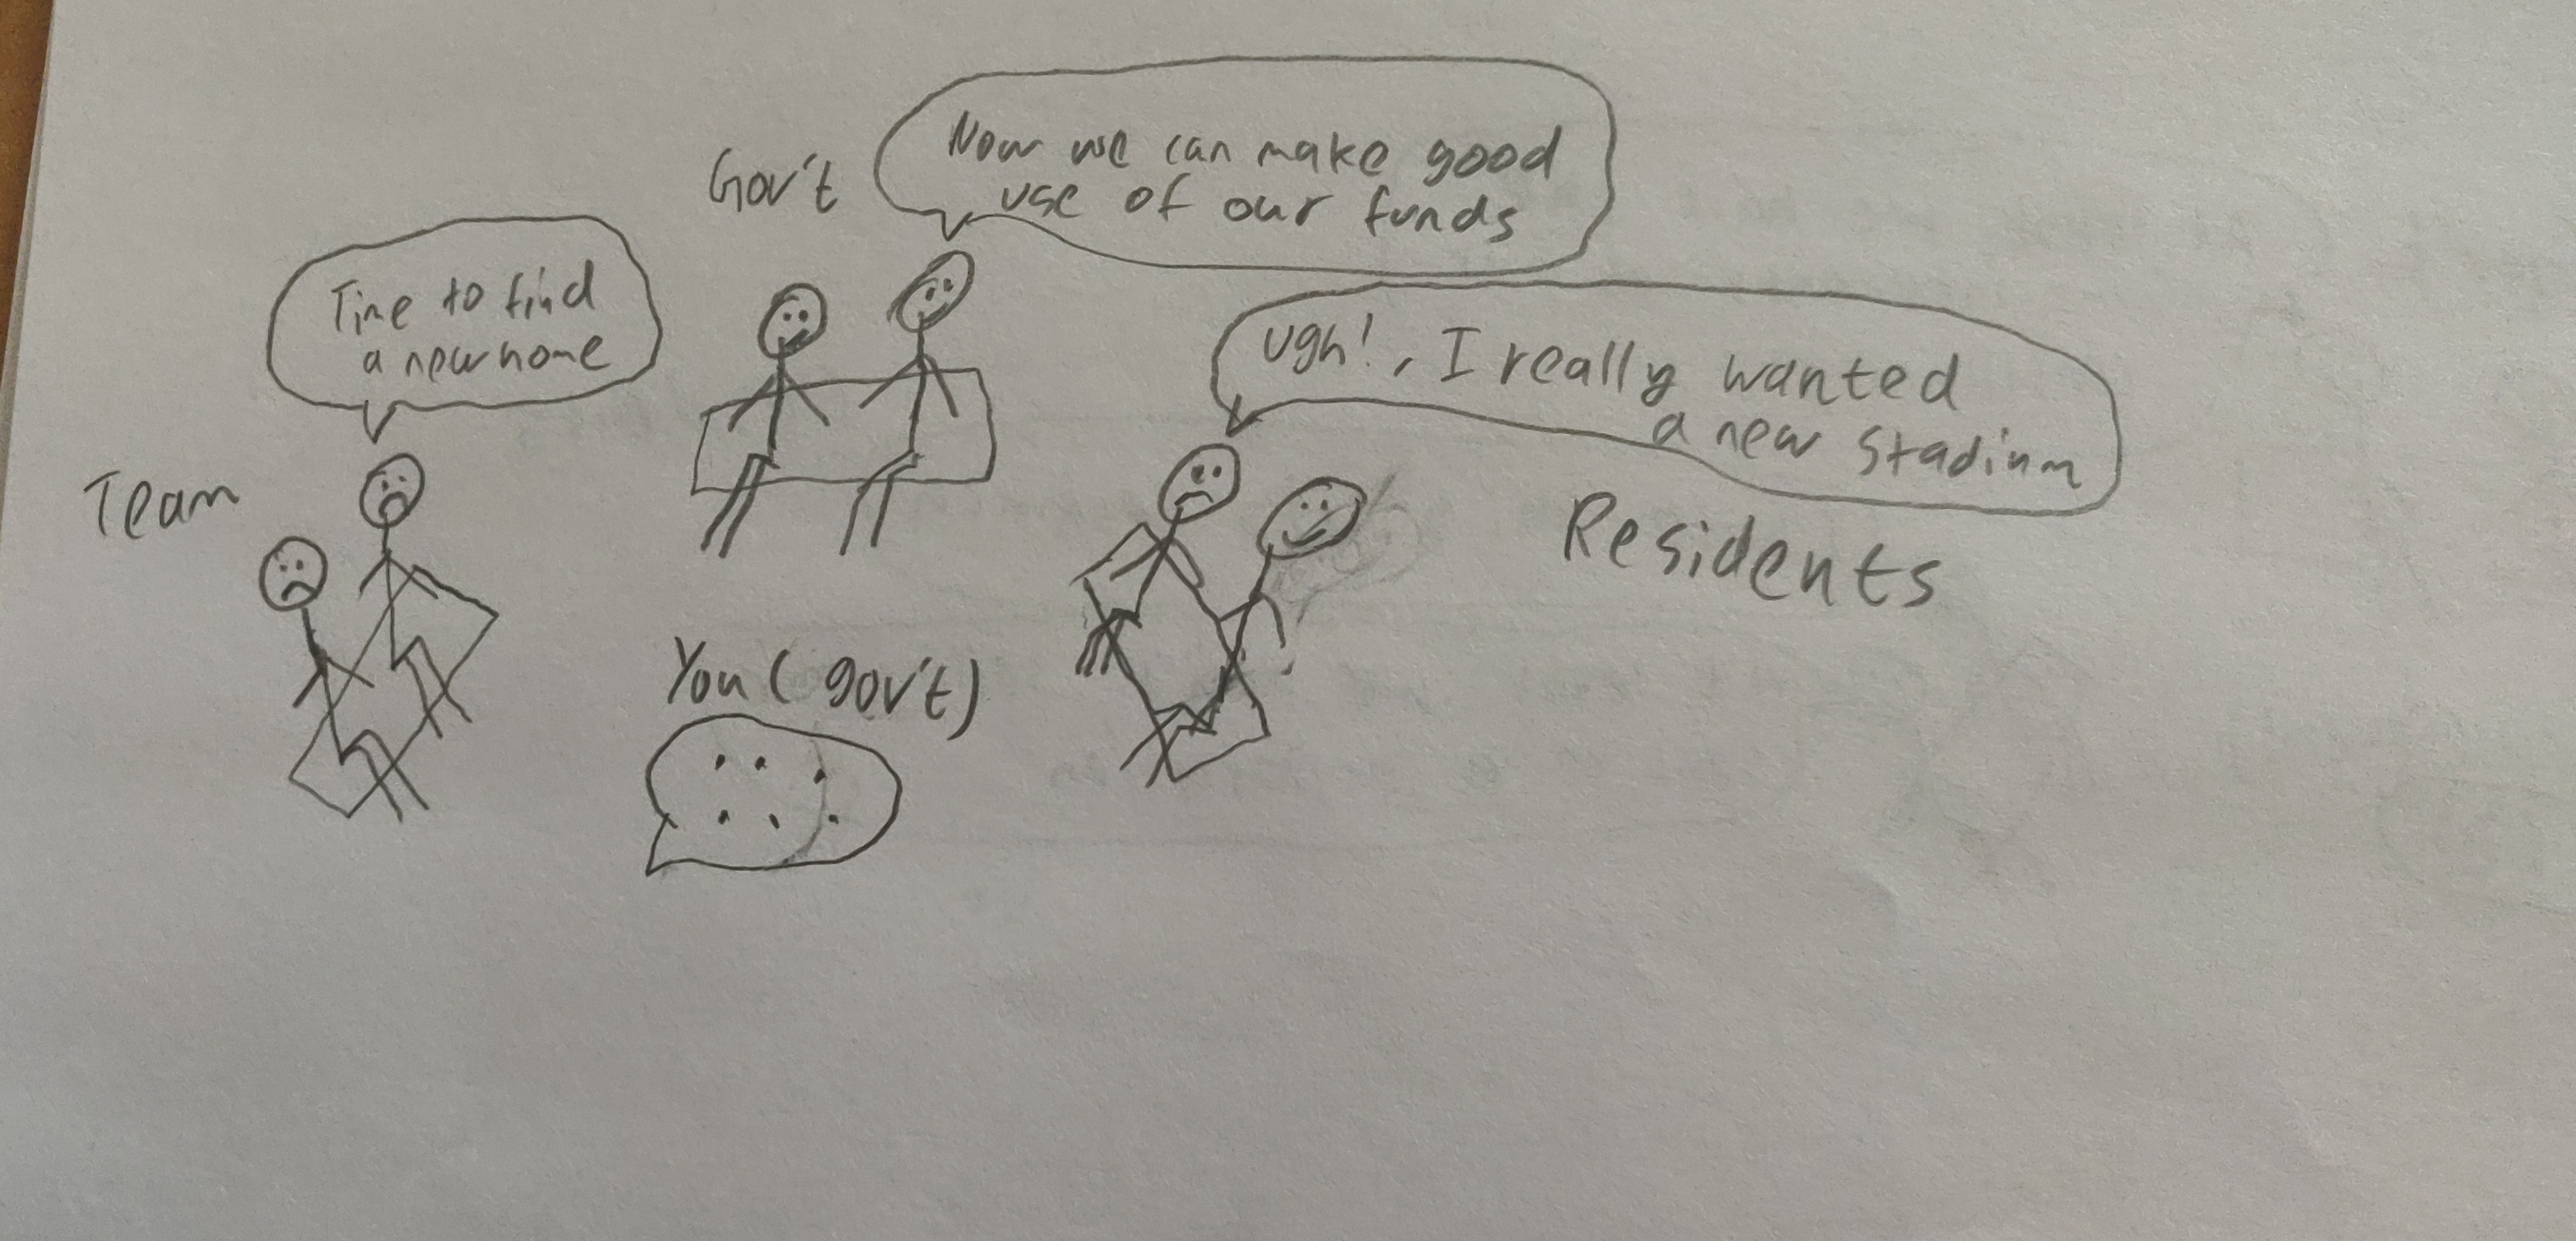 Gov't
Now we can make good
use of our funds
Time to find
a new home
Ugh!, I really wanted
a new stadium
Team
Residents
You (gov't)